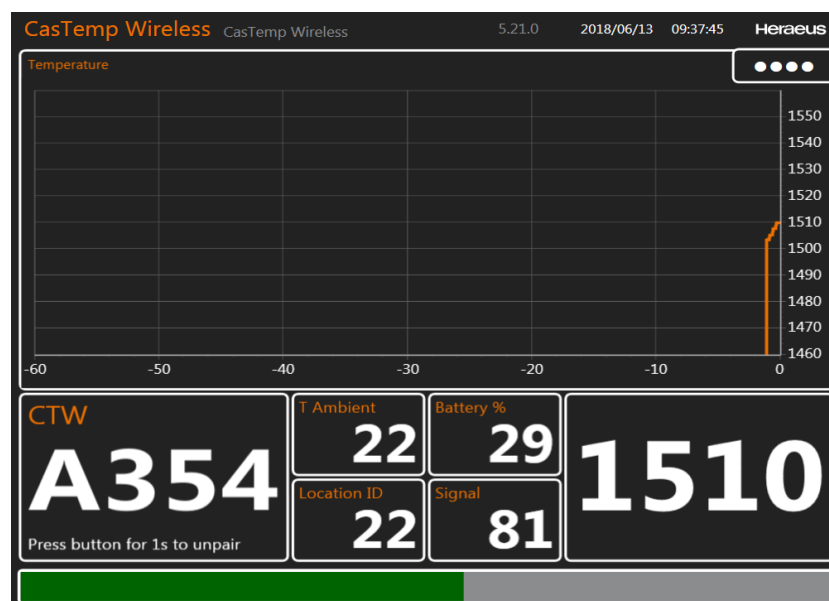 CasTemp Wireless CasTemp Wireless 5.21.0 2018/06/13 09:37:45 Heraeus
Temperature
1550
1540
1530
1520
1510
1500
1490
1480
1470
1460
-60 -50 -40 -30 -20 -10 0
CTW
A354
Press button for 1s to unpair
T Ambient
22
Battery %
29
Location ID
22
Signal
81
1510